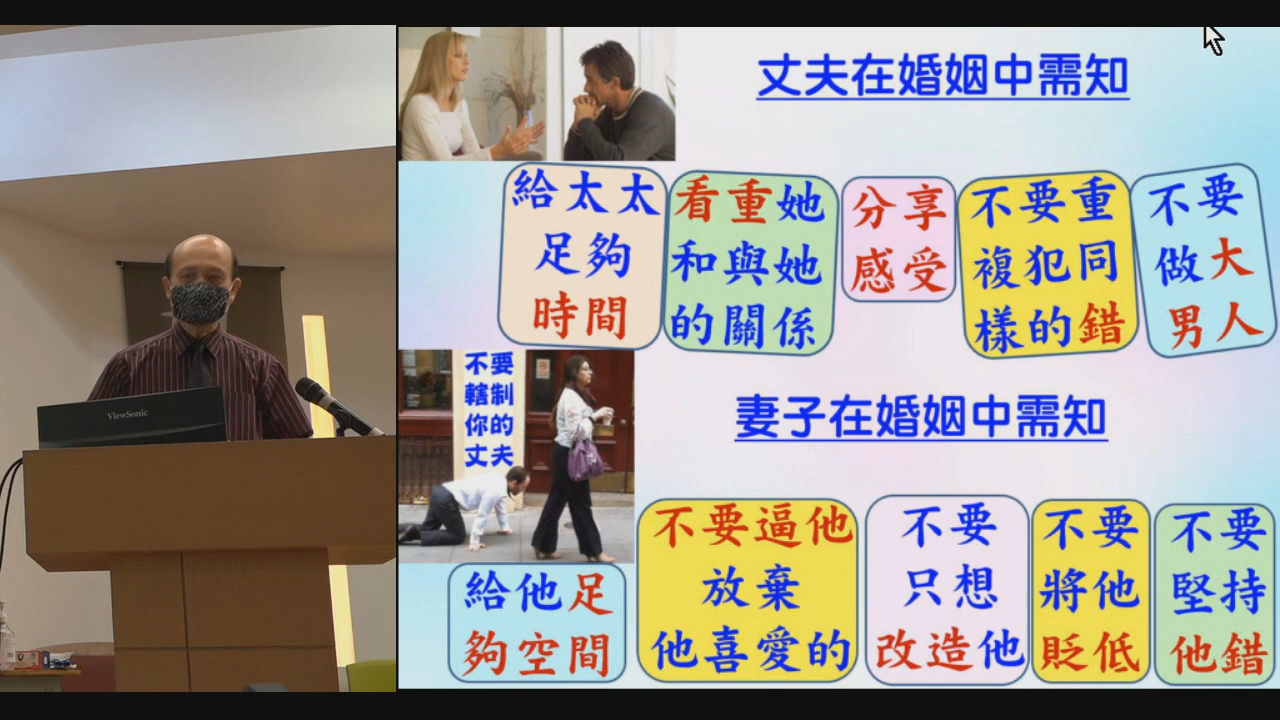 丈夫在婚姻中需知
給太太
足夠
時間
看重她
和與她
的關係
分享
感受
不要重
複犯同
樣的錯
不要
做大
男人
不要
轄制
你的
丈夫
妻子在婚姻中需知
給他足
夠空間
不要逼他
放棄
他喜愛的
不要
只想
改造他
不要
將他
貶低
不要
堅持
他錯
ViewSonic